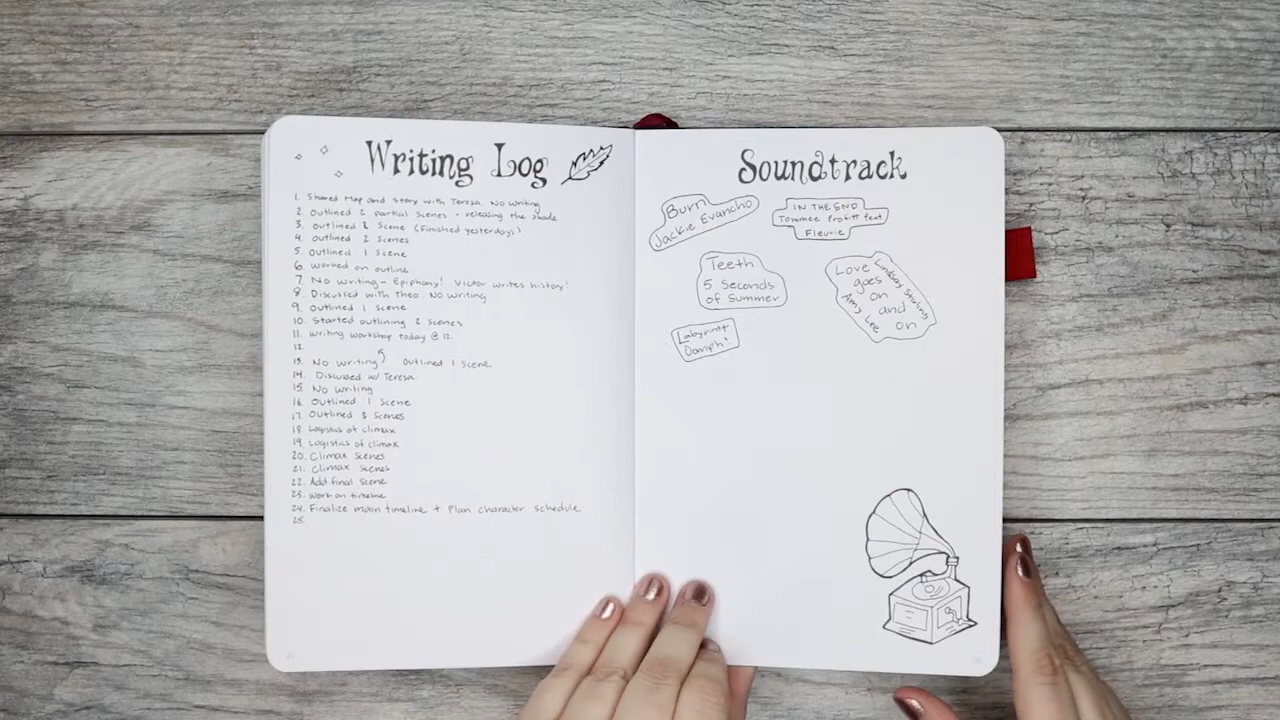 Writing Log
1. Shared Map and Story with Teresa. No Writing
2. Outlined 2 partial scenes - releasing the shade
3. Outlined 2 Scene (Finished yesterdays)
4. Outlined 2 Scenes
5. Outlined 1 Scene
6. Worked on outline
7. No Writing - Epiphany! Victor writes history!
8. Discussed with Theo. No Writing
9. Outlined 1 Scene
10. Started outlining 2 Scenes
11. Writing workshop today @ 12
12.
13. No writing Outlined 1 Scene
14. Discussed w/ Teresa
15. No Writing
16. Outlined 1 Scene
17. Outlined 3 Scenes
18. Logistics of climax
19. Logistics of climax
20. Climax Scenes
21. Climax Scenes
22. Add final Scene
23. Work on timeline
24. Finalize main timeline + Plan character schedule
25.
Soundtrack
Burn
Jackie Evancho
IN THE END
Tommee Profitt feat
Fleurie
Teeth
5 Seconds
of Summer
Love
goes
on
and
on
Lindsay Stirling
Amy Lee
Labyrinth
Oomph!